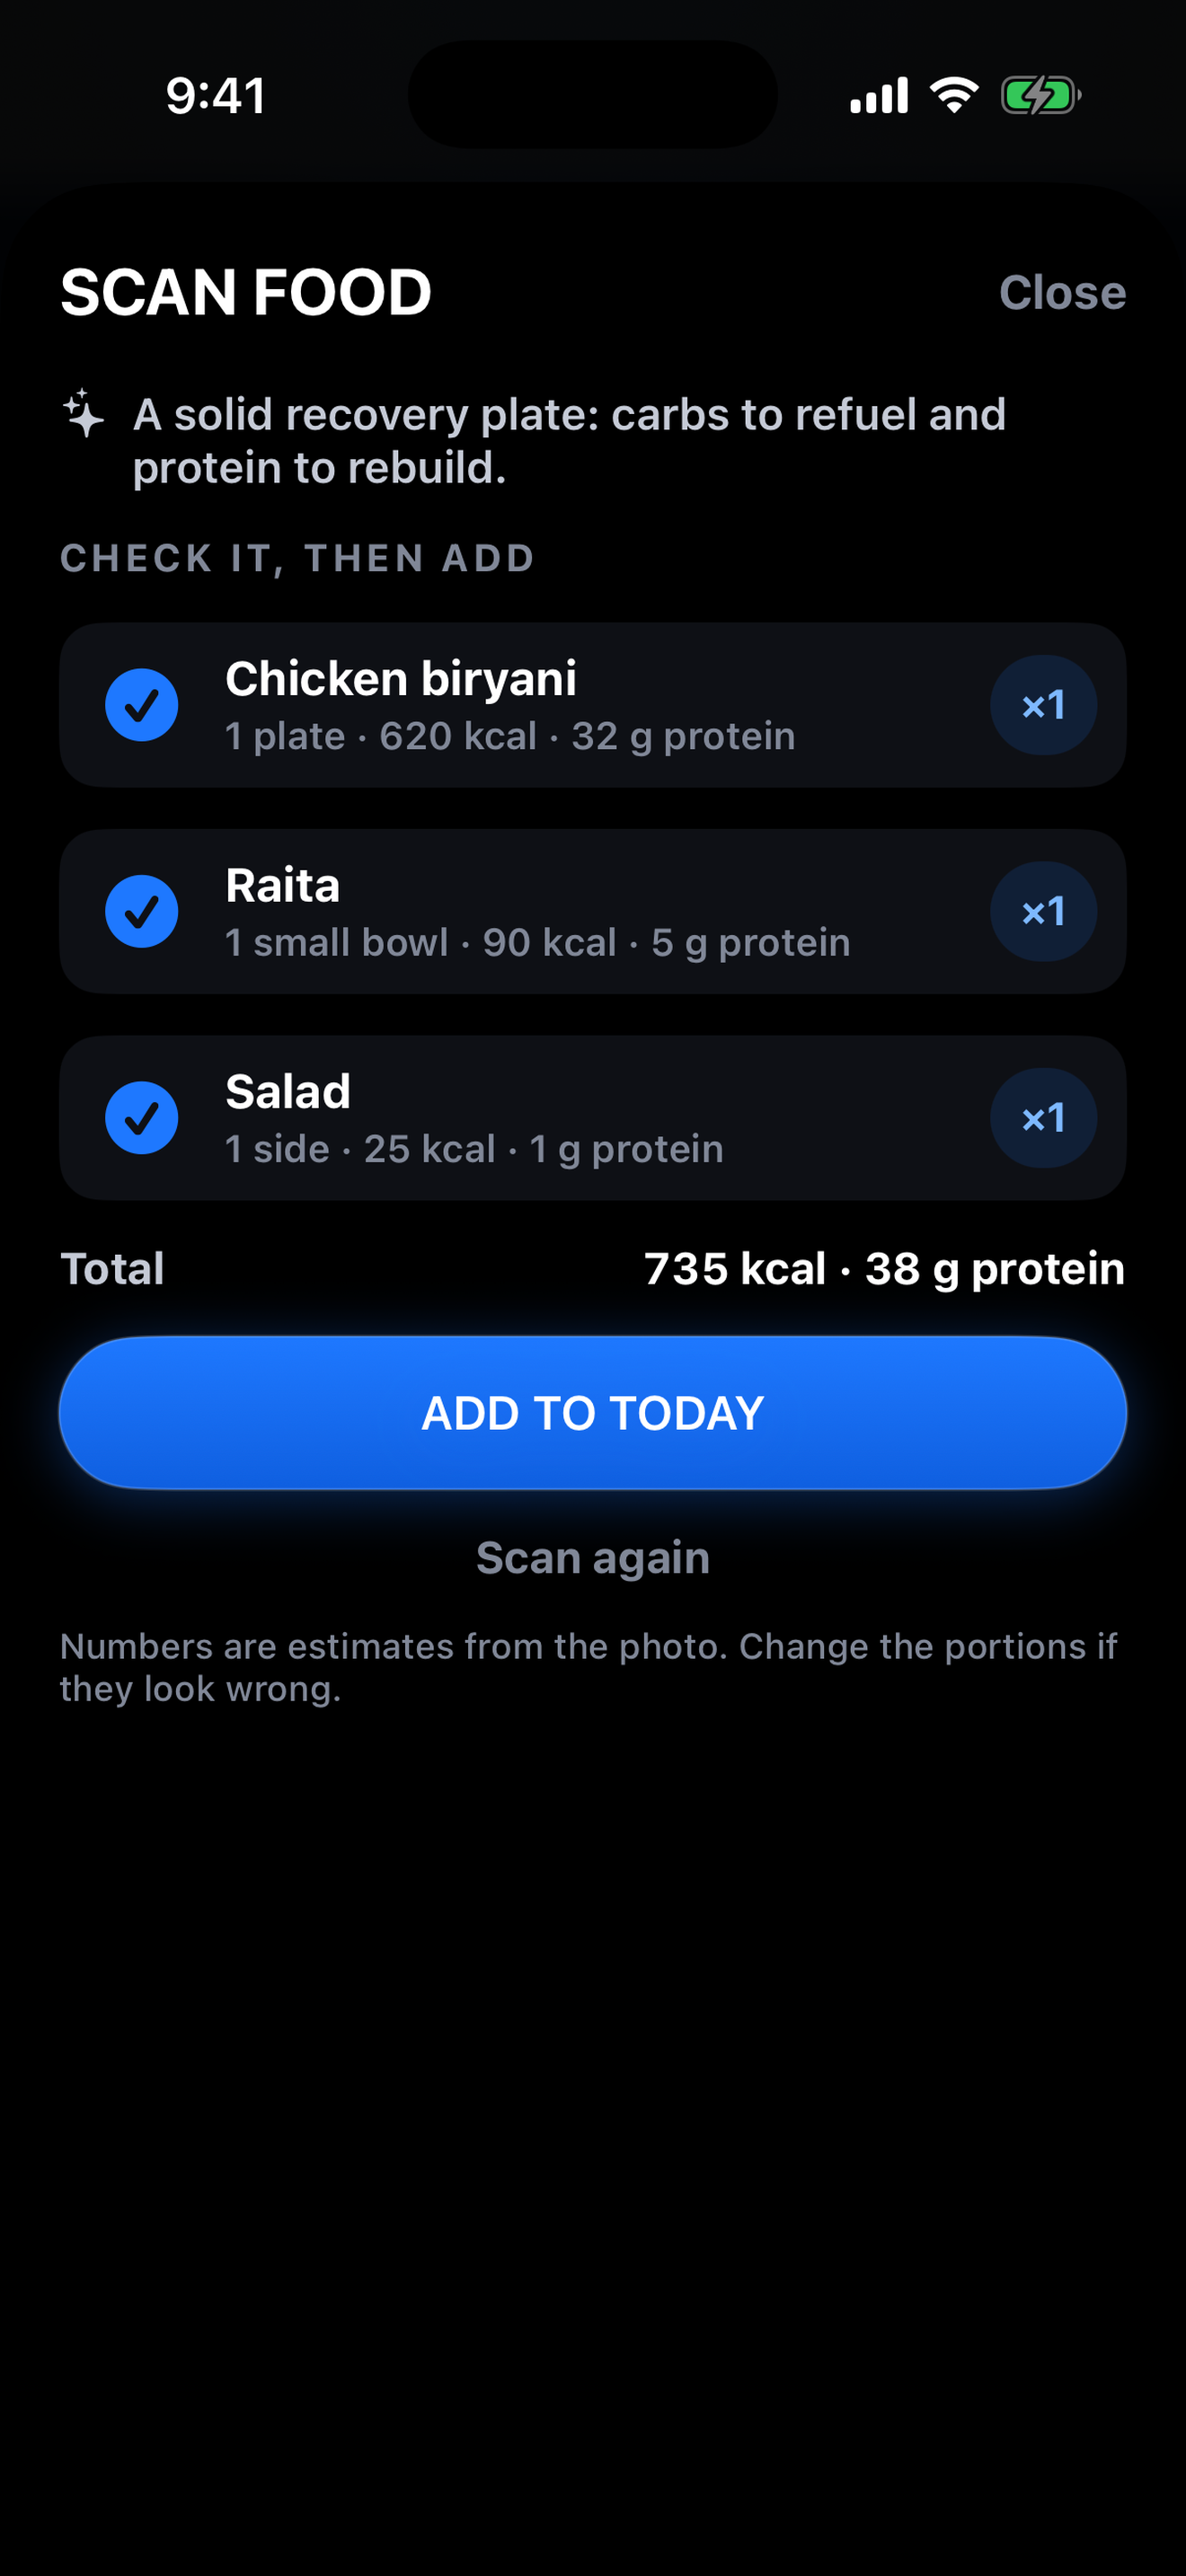 9:41
SCAN FOOD
Close
A solid recovery plate: carbs to refuel and
protein to rebuild.
CHECK IT, THEN ADD
Chicken biryani
1 plate · 620 kcal · 32 g protein
×1
Raita
1 small bowl · 90 kcal · 5 g protein
×1
Salad
1 side · 25 kcal · 1 g protein
×1
Total
735 kcal · 38 g protein
ADD TO TODAY
Scan again
Numbers are estimates from the photo. Change the portions if
they look wrong.